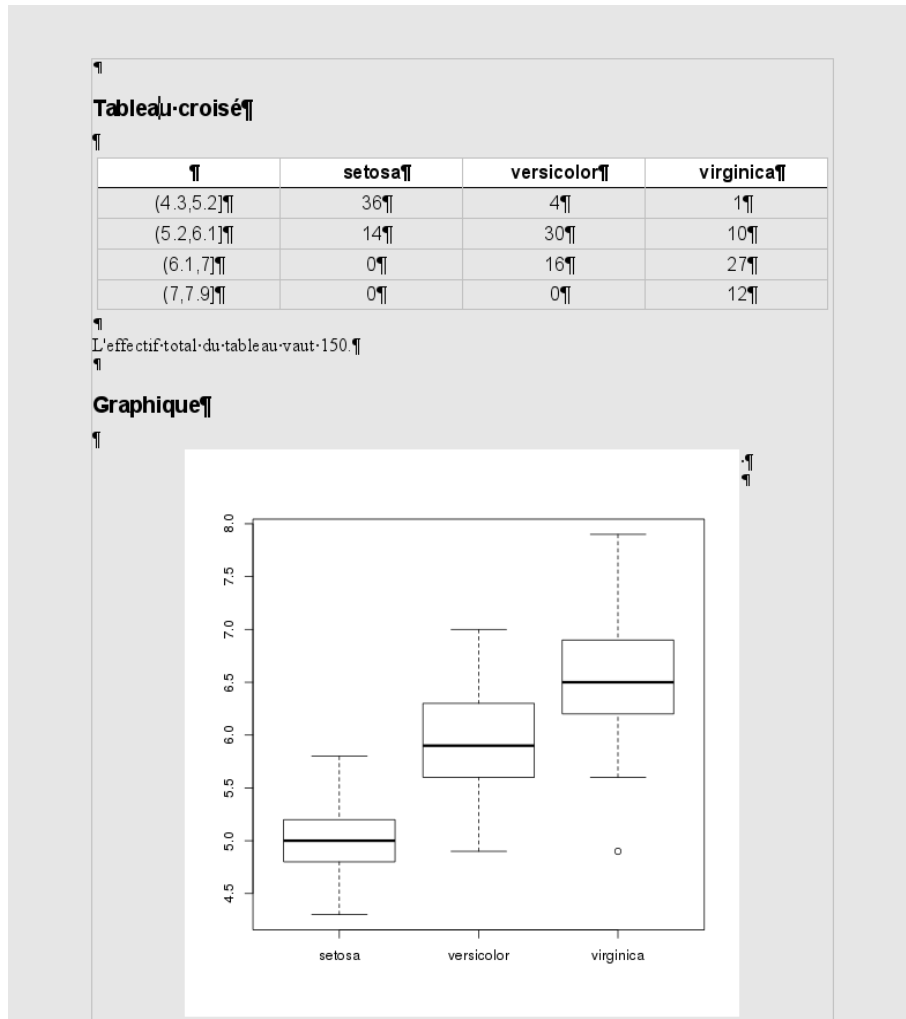 ¶
Tableau·croisé¶
¶
¶ setosa¶ versicolor¶ virginica¶
(4.3,5.2]¶ 36¶ 4¶ 1¶
(5.2,6.1]¶ 14¶ 30¶ 10¶
(6.1,7]¶ 0¶ 16¶ 27¶
(7,7.9]¶ 0¶ 0¶ 12¶
¶
L'effectif·total·du·tableau·vaut·150.¶
¶
Graphique¶
¶
·¶
¶
8.0
7.5
7.0
6.5
6.0
5.5
5.0
4.5
setosa versicolor virginica